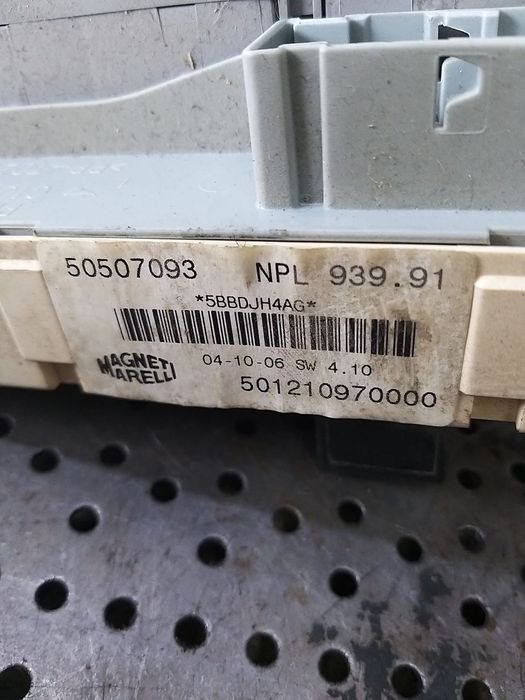 50507093 NPL 939.91
*5BBDJH4AG*
04-10-06 SW 4.10
MAGNETI
MARELLI
501210970000